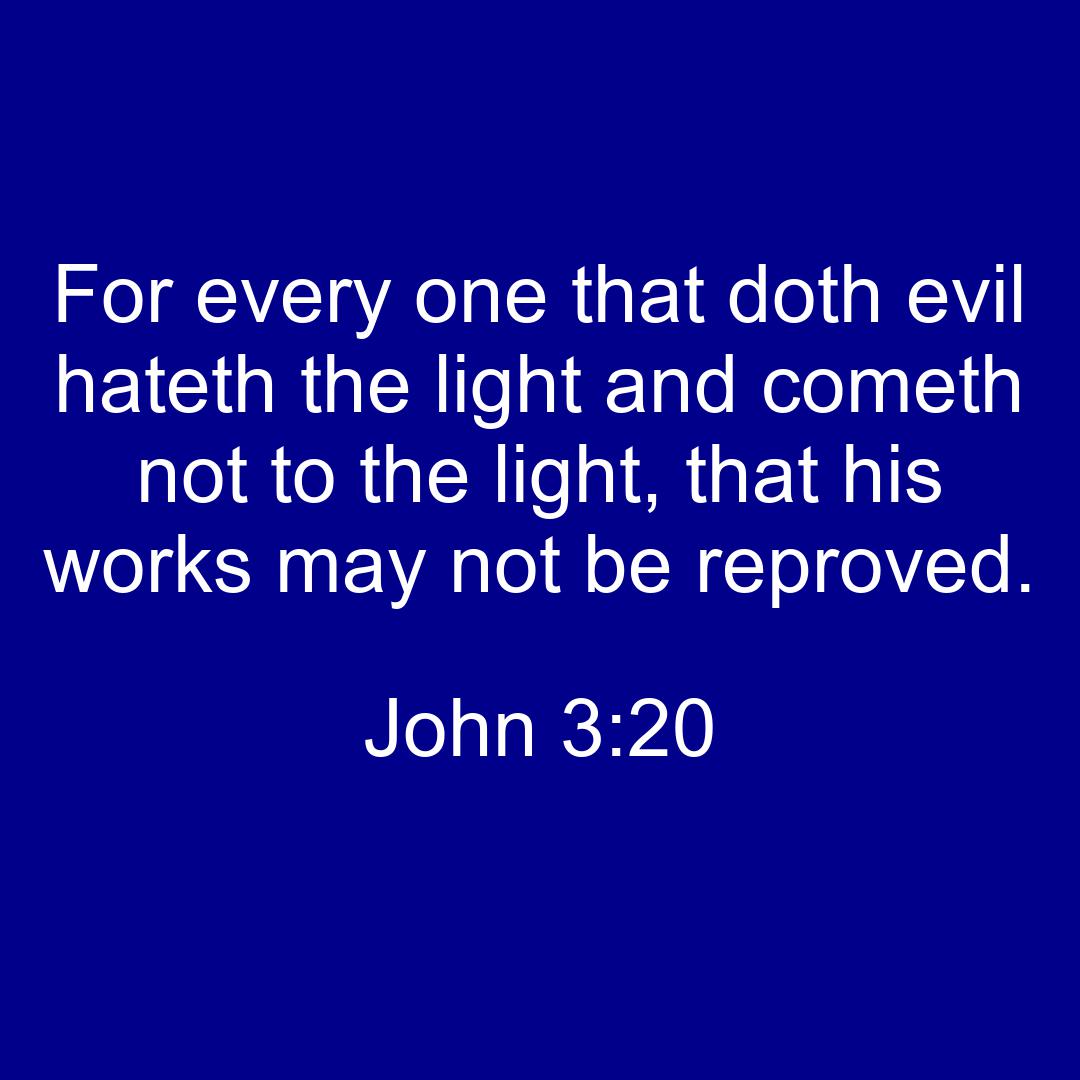 For every one that doth evil
hateth the light and cometh
not to the light, that his
works may not be reproved.
John 3:20